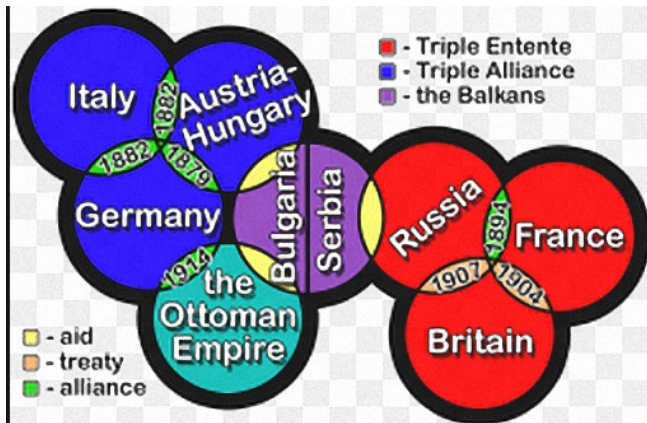 - Triple Entente
- Triple Alliance
- the Balkans
Italy
1882
Austria-
Hungary
1882
1879
Germany
Bulgaria
Serbia
Russia
1894
France
1914
the
Ottoman
Empire
1907
1904
Britain
- aid
- treaty
- alliance